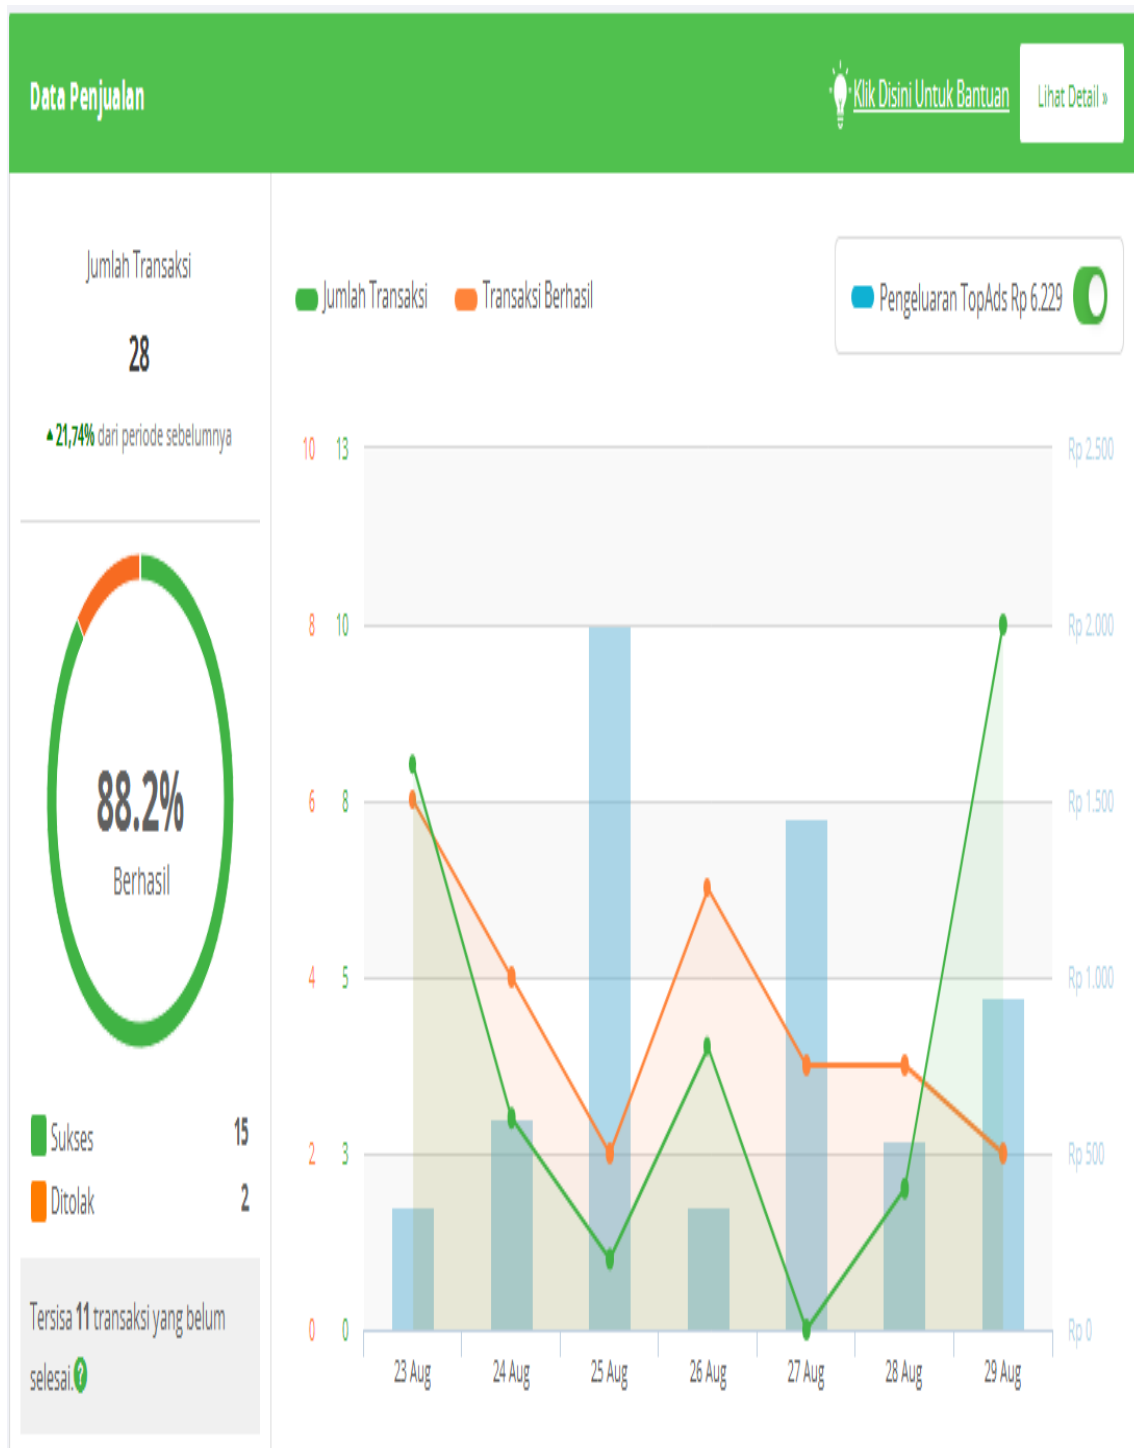 Data Penjualan
Klik Disini Untuk Bantuan
Lihat Detail »
Jumlah Transaksi
28
21,74% dari periode sebelumnya
88.2%
Berhasil
Sukses 15
Ditolak 2
Tersisa 11 transaksi yang belum
selesai. ?
Jumlah Transaksi Transaksi Berhasil
Pengeluaran TopAds Rp 6.229
10 13 Rp 2.500
8 10 Rp 2.000
6 8 Rp 1.500
4 5 Rp 1.000
2 3 Rp 500
0 0 Rp 0
23 Aug 24 Aug 25 Aug 26 Aug 27 Aug 28 Aug 29 Aug